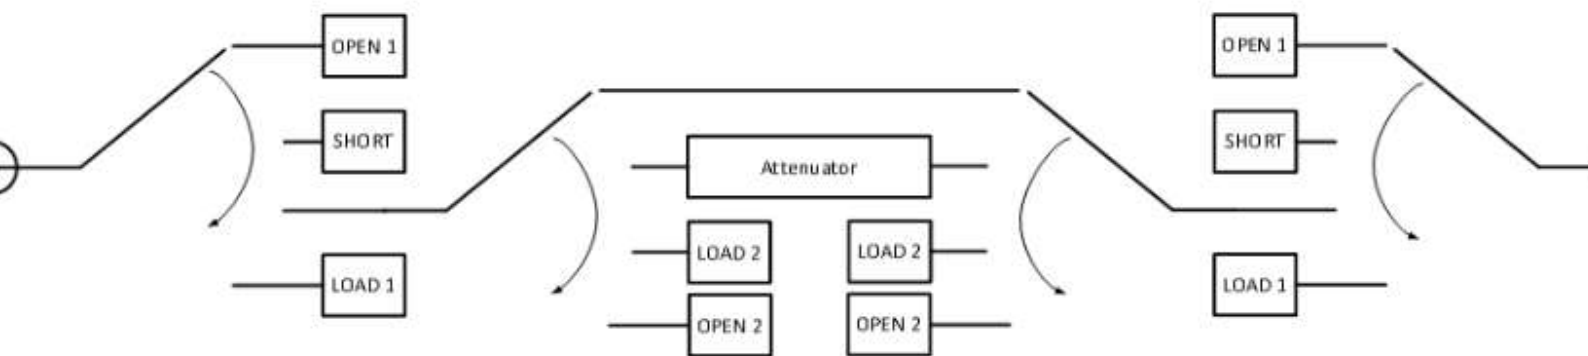 OPEN 1
OPEN 1
SHORT
SHORT
Attenuator
LOAD 2
LOAD 2
LOAD 1
LOAD 1
OPEN 2
OPEN 2